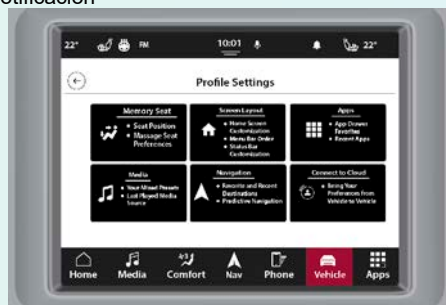 otificación
22° FM 10:01 22°
Profile Settings
Memory Seat
• Seat Position
• Massage Seat
Preferences
Screen Layout
• Home Screen
Customization
• Menu Bar Order
• Status Bar
Customization
Apps
• App Drawer
Favorites
• Recent Apps
Media
• Your Mixed Presets
• Last Played Media
Source
Navigation
• Favorite and Recent
Destinations
• Predictive Navigation
Connect to Cloud
• Bring Your
Preferences from
Vehicle to Vehicle
Home Media Comfort Nav Phone Vehicle Apps